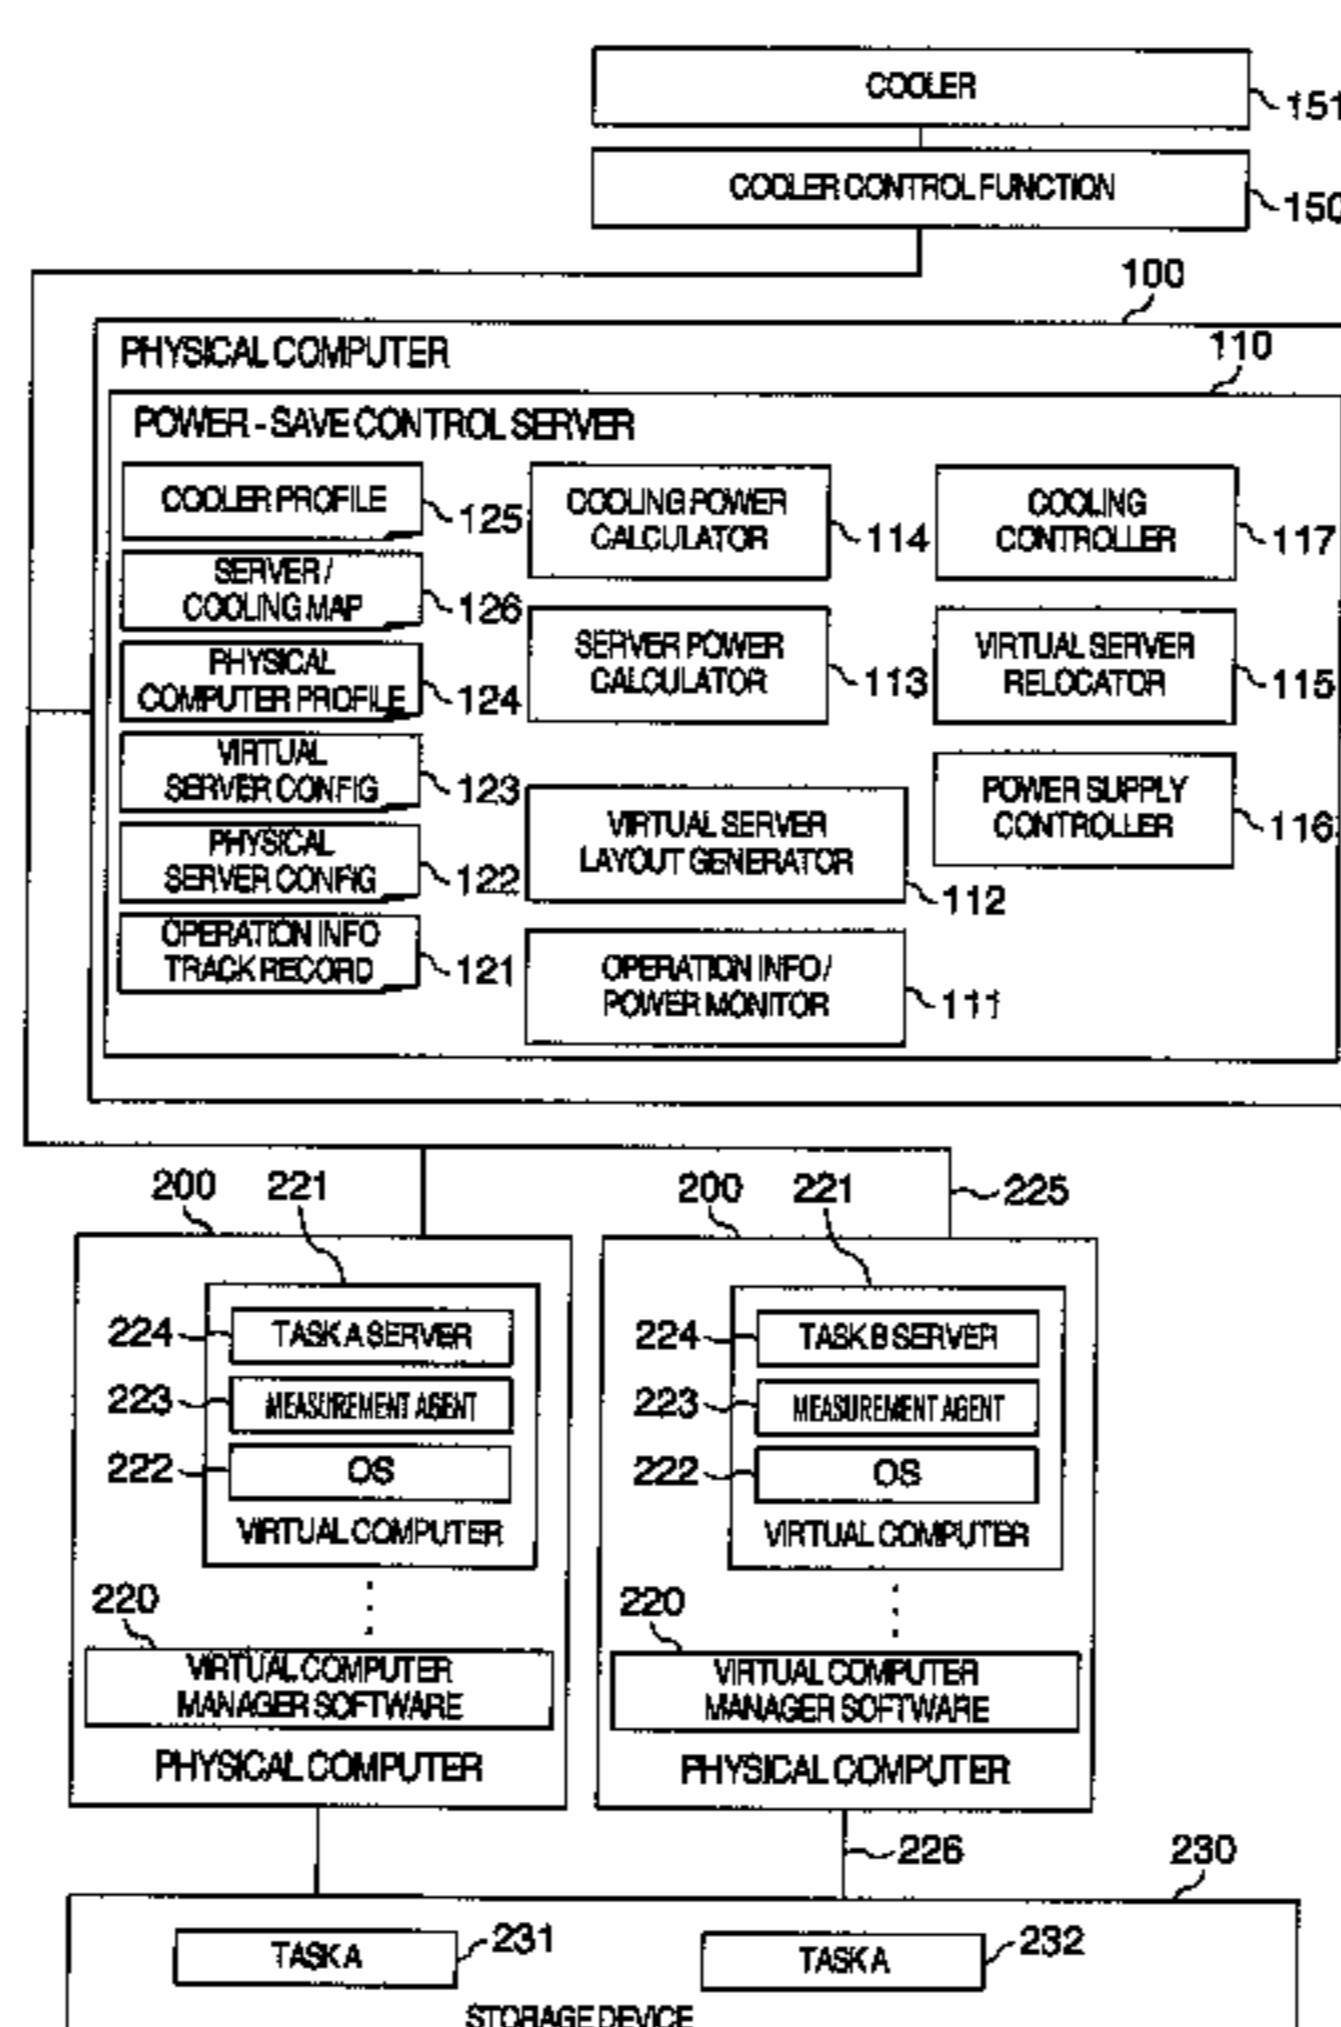 COOLER
151
COOLER CONTROL FUNCTION
150
100
PHYSICAL COMPUTER
110
POWER - SAVE CONTROL SERVER
COOLER PROFILE
125
SERVER /
COOLING MAP
126
PHYSICAL
COMPUTER PROFILE
124
VIRTUAL
SERVER CONFIG
123
PHYSICAL
SERVER CONFIG
122
OPERATION INFO
TRACK RECORD
121
COOLING POWER
CALCULATOR
114
SERVER POWER
CALCULATOR
113
VIRTUAL SERVER
LAYOUT GENERATOR
112
OPERATION INFO /
POWER MONITOR
111
COOLING
CONTROLLER
117
VIRTUAL SERVER
RELOCATOR
115
POWER SUPPLY
CONTROLLER
116
200
221
224
TASK A SERVER
223
MEASUREMENT AGENT
222
OS
VIRTUAL COMPUTER
220
VIRTUAL COMPUTER
MANAGER SOFTWARE
PHYSICAL COMPUTER
200
221
225
224
TASK B SERVER
223
MEASUREMENT AGENT
222
OS
VIRTUAL COMPUTER
220
VIRTUAL COMPUTER
MANAGER SOFTWARE
PHYSICAL COMPUTER
226
230
TASK A
231
TASK A
232
STORAGE DEVICE